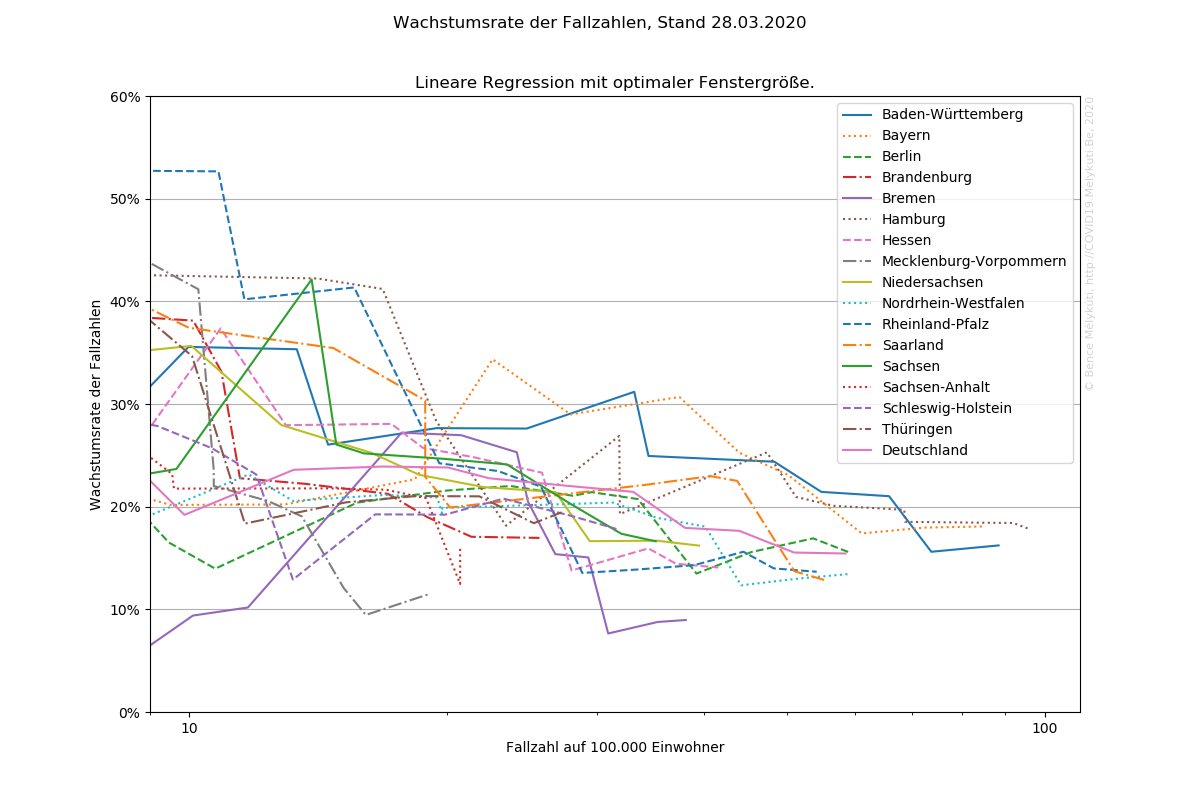 Wachstumsrate der Fallzahlen, Stand 28.03.2020
Lineare Regression mit optimaler Fenstergröße.
60%
50%
40%
30%
20%
10%
0%
Wachstumsrate der Fallzahlen
10
100
Fallzahl auf 100.000 Einwohner
Baden-Württemberg
Bayern
Berlin
Brandenburg
Bremen
Hamburg
Hessen
Mecklenburg-Vorpommern
Niedersachsen
Nordrhein-Westfalen
Rheinland-Pfalz
Saarland
Sachsen
Sachsen-Anhalt
Schleswig-Holstein
Thüringen
Deutschland
© Bence Mélykúti, http://COVID19.Melykuti.Be, 2020